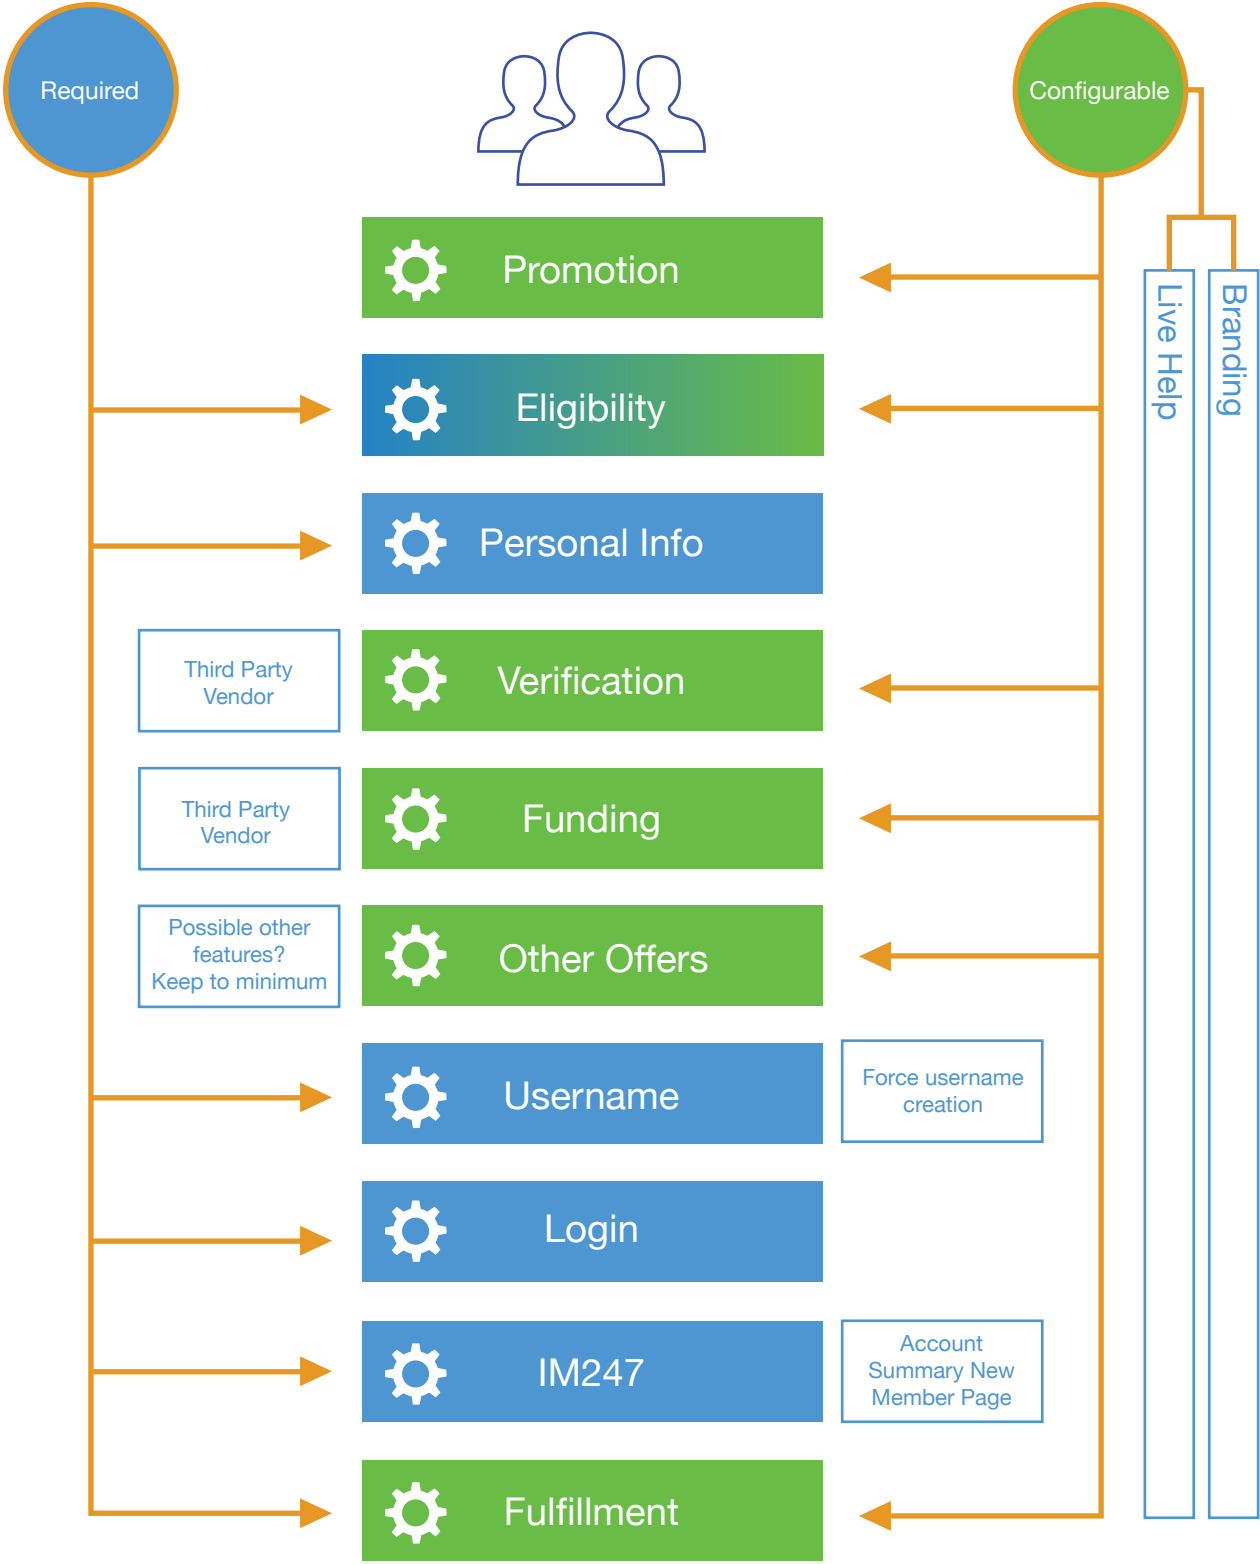 Required
Configurable
Promotion
Live Help
Branding
Eligibility
Personal Info
Third Party
Vendor
Verification
Third Party
Vendor
Funding
Possible other
features?
Keep to minimum
Other Offers
Username
Force username
creation
Login
IM247
Account
Summary New
Member Page
Fulfillment